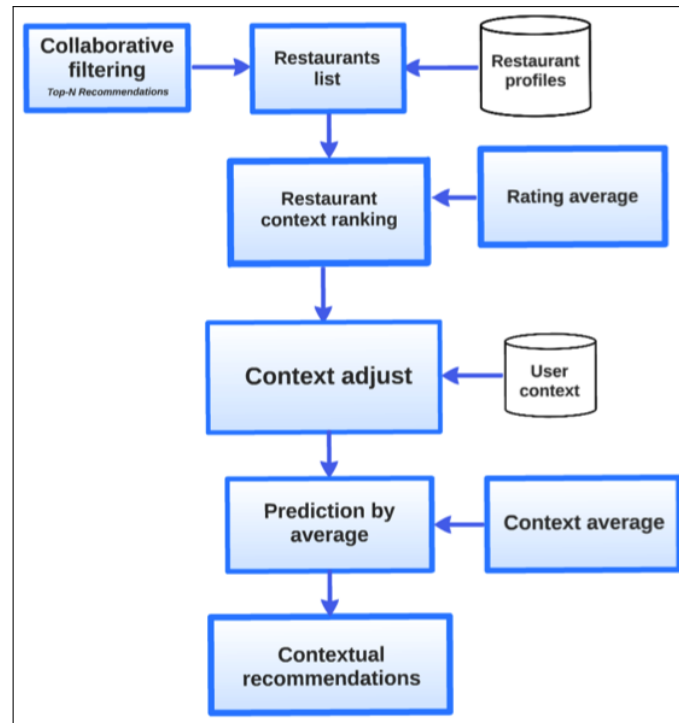 Collaborative
filtering
Top-N Recommendations
Restaurants
list
Restaurant
profiles
Restaurant
context ranking
Rating average
Context adjust
User
context
Prediction by
average
Context average
Contextual
recommendations